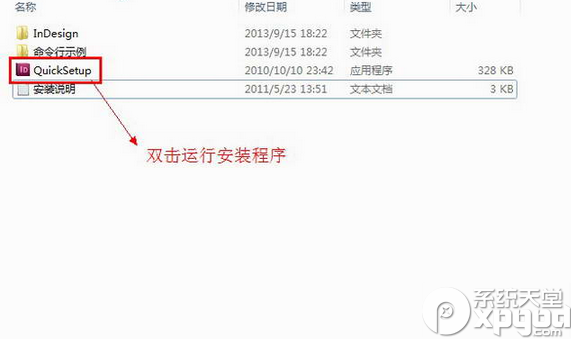 名称 修改日期 类型 大小
InDesign 2013/9/15 18:22 文件夹
命令行示例 2013/9/15 18:22 文件夹
QuickSetup 2010/10/10 23:42 应用程序 328 KB
安装说明 2011/5/23 13:51 文本文档 3 KB
双击运行安装程序
系统天堂